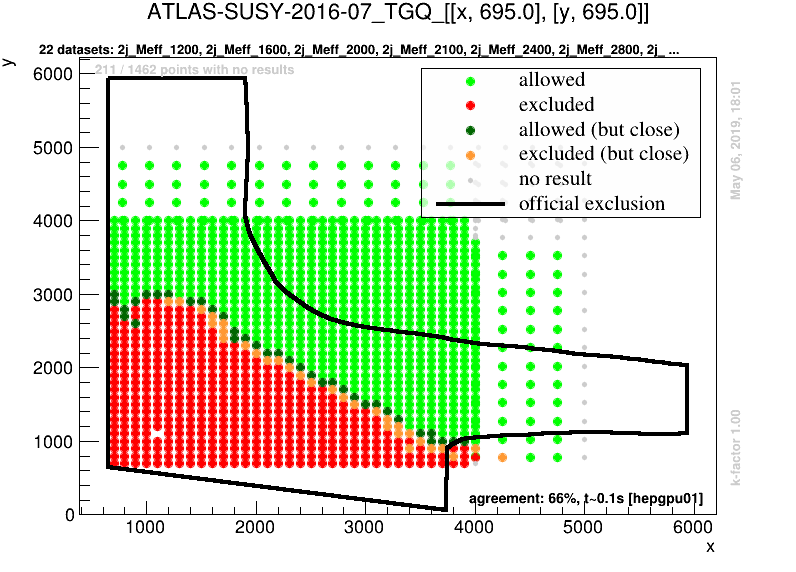 ATLAS-SUSY-2016-07_TGQ_[[x, 695.0], [y, 695.0]]
22 datasets: 2j_Meff_1200, 2j_Meff_1600, 2j_Meff_2000, 2j_Meff_2100, 2j_Meff_2400, 2j_Meff_2800, 2j_ ...
y
211 / 1462 points with no results
6000
5000
4000
3000
2000
1000
0
allowed
excluded
allowed (but close)
excluded (but close)
no result
official exclusion
May 06, 2019, 18:01
k-factor 1.00
agreement: 66%, t~0.1s [hepgpu01]
1000
2000
3000
4000
5000
6000
x